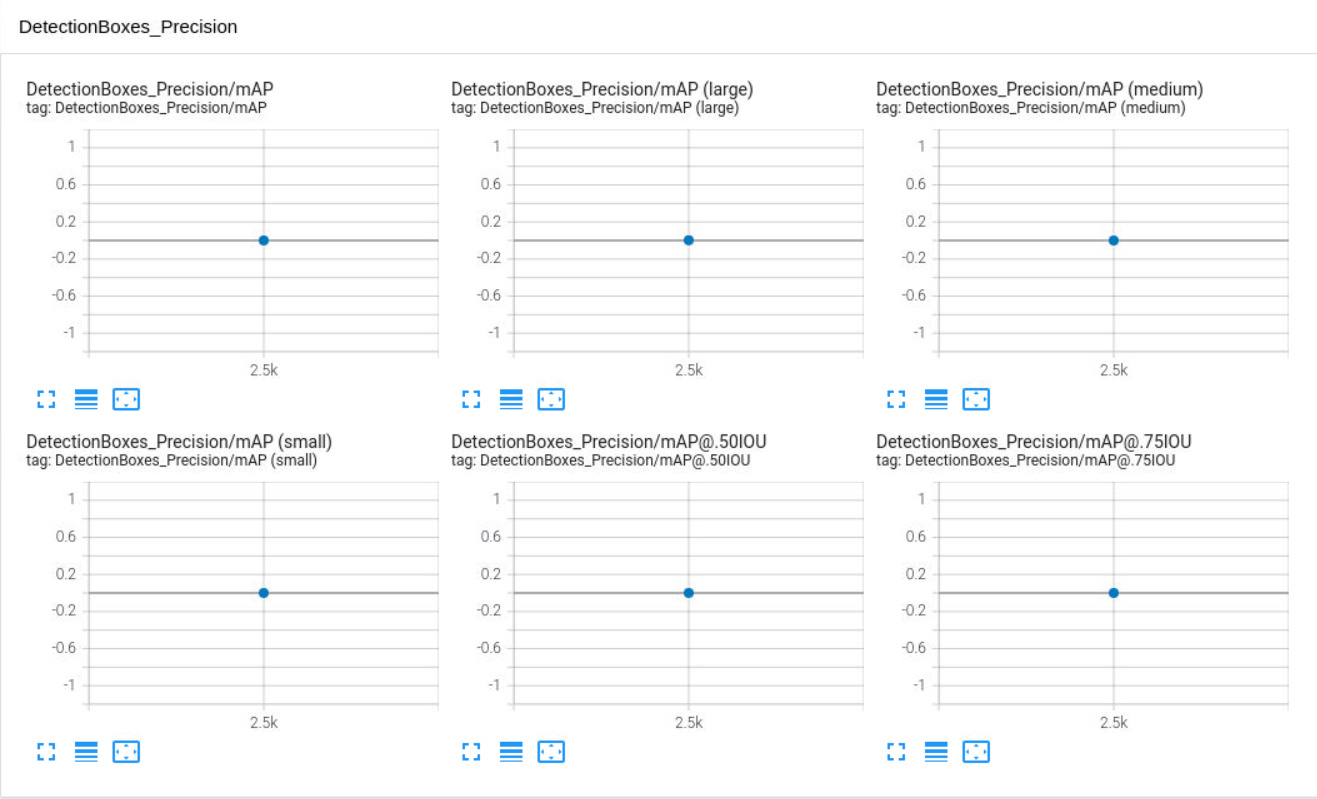 DetectionBoxes_Precision
DetectionBoxes_Precision/mAP
tag: DetectionBoxes_Precision/mAP
1
0.6
0.2
-0.2
-0.6
-1
2.5k
DetectionBoxes_Precision/mAP (large)
tag: DetectionBoxes_Precision/mAP (large)
1
0.6
0.2
-0.2
-0.6
-1
2.5k
DetectionBoxes_Precision/mAP (medium)
tag: DetectionBoxes_Precision/mAP (medium)
1
0.6
0.2
-0.2
-0.6
-1
2.5k
DetectionBoxes_Precision/mAP (small)
tag: DetectionBoxes_Precision/mAP (small)
1
0.6
0.2
-0.2
-0.6
-1
2.5k
DetectionBoxes_Precision/mAP@.50IOU
tag: DetectionBoxes_Precision/mAP@.50IOU
1
0.6
0.2
-0.2
-0.6
-1
2.5k
DetectionBoxes_Precision/mAP@.75IOU
tag: DetectionBoxes_Precision/mAP@.75IOU
1
0.6
0.2
-0.2
-0.6
-1
2.5k